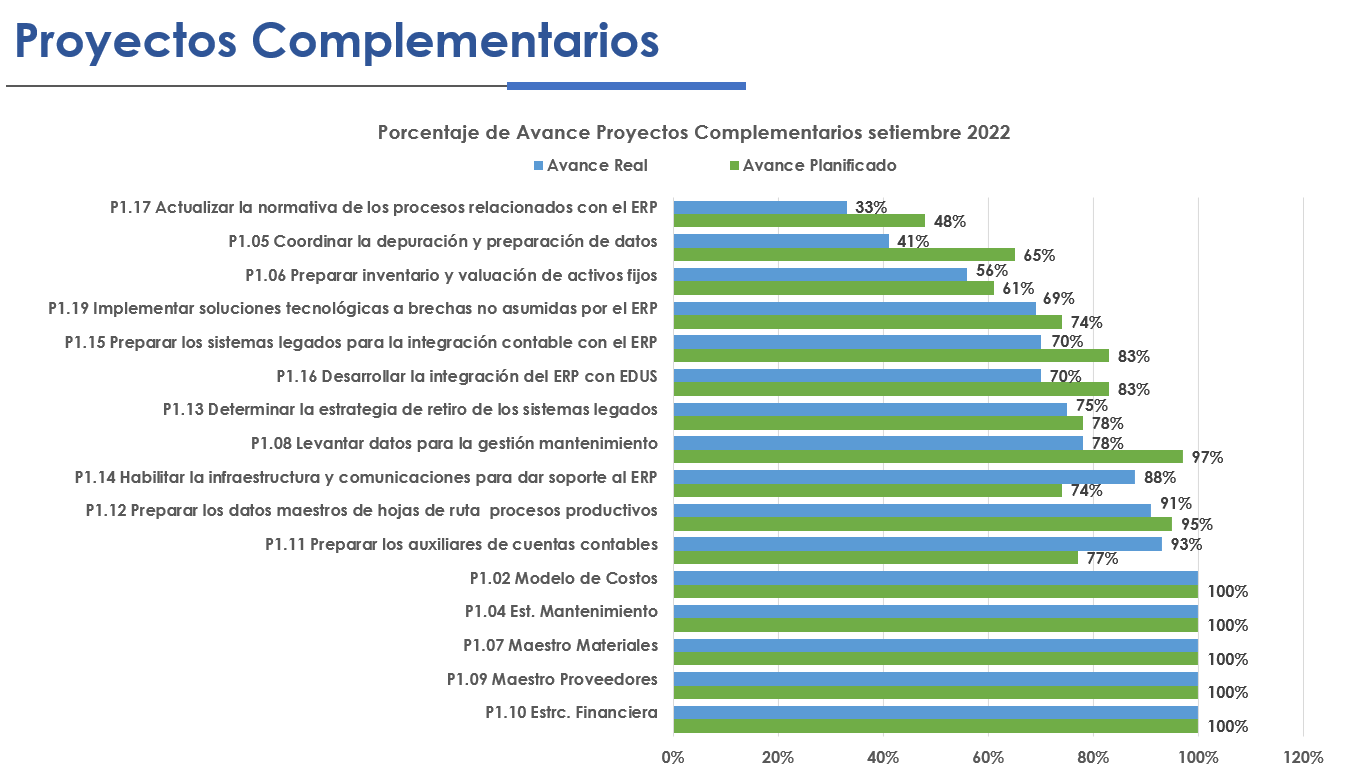 Proyectos Complementarios
Porcentaje de Avance Proyectos Complementarios setiembre 2022
Avance Real Avance Planificado
P1.17 Actualizar la normativa de los procesos relacionados con el ERP 33%
48%
P1.05 Coordinar la depuración y preparación de datos 41%
65%
P1.06 Preparar inventario y valuación de activos fijos 56%
61%
P1.19 Implementar soluciones tecnológicas a brechas no asumidas por el ERP 69%
74%
P1.15 Preparar los sistemas legados para la integración contable con el ERP 70%
83%
P1.16 Desarrollar la integración del ERP con EDUS 70%
83%
P1.13 Determinar la estrategia de retiro de los sistemas legados 75%
78%
P1.08 Levantar datos para la gestión mantenimiento 78%
97%
P1.14 Habilitar la infraestructura y comunicaciones para dar soporte al ERP 88%
74%
P1.12 Preparar los datos maestros de hojas de ruta  procesos productivos 91%
95%
P1.11 Preparar los auxiliares de cuentas contables 93%
77%
P1.02 Modelo de Costos
100%
P1.04 Est. Mantenimiento
100%
P1.07 Maestro Materiales
100%
P1.09 Maestro Proveedores
100%
P1.10 Estrc. Financiera
100%
0% 20% 40% 60% 80% 100% 120%